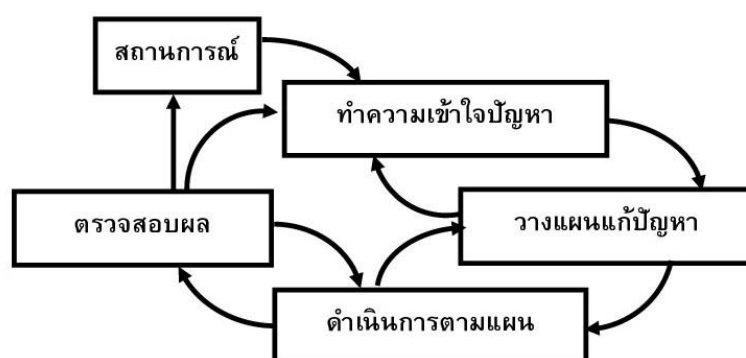 สถานการณ์
ทำความเข้าใจปัญหา
ตรวจสอบผล
วางแผนแก้ปัญหา
ดำเนินการตามแผน